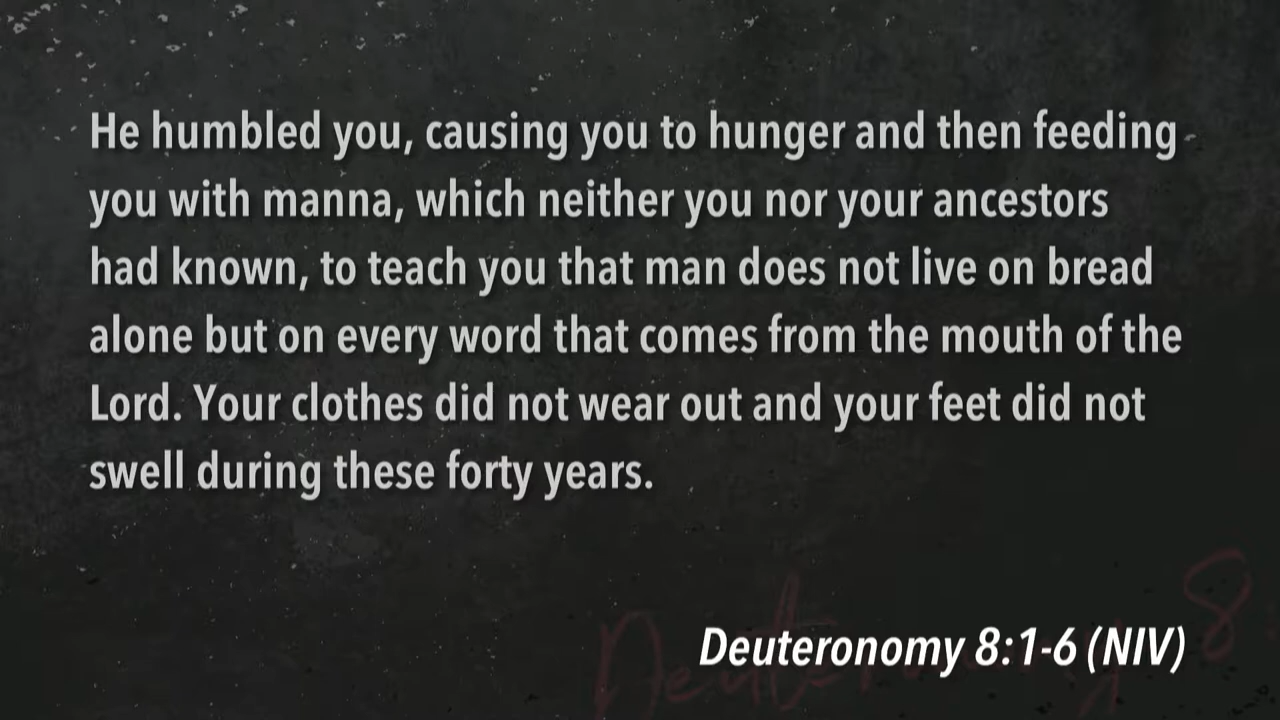 He humbled you, causing you to hunger and then feeding
you with manna, which neither you nor your ancestors
had known, to teach you that man does not live on bread
alone but on every word that comes from the mouth of the
Lord. Your clothes did not wear out and your feet did not
swell during these forty years.
Deuteronomy 8:1-6 (NIV)
Deuteronomy 8